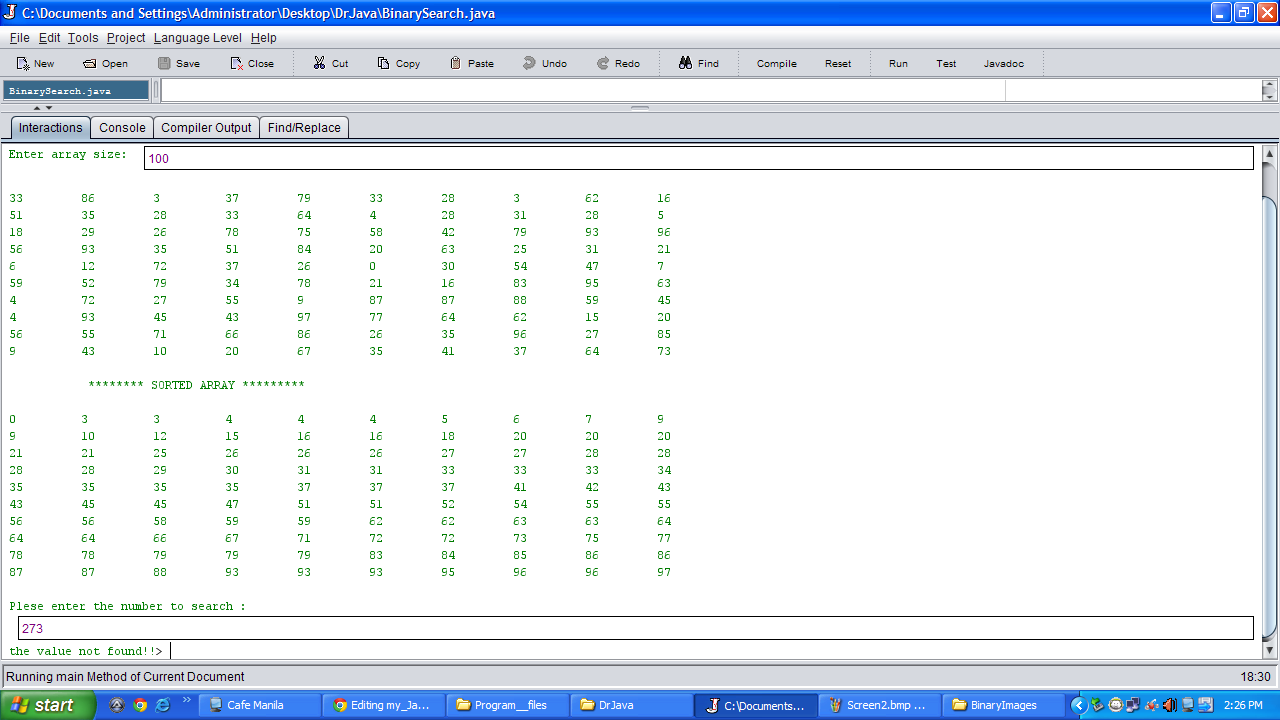 C:\Documents and Settings\Administrator\Desktop\DrJava\BinarySearch.java
File Edit Tools Project Language Level Help
New Open Save Close Cut Copy Paste Undo Redo Find Compile Reset Run Test Javadoc
BinarySearch.java
Interactions Console Compiler Output Find/Replace
Enter array size: 100
33 86 3 37 79 33 28 3 62 16
51 35 28 33 64 4 28 31 28 5
18 29 26 78 75 58 42 79 93 96
56 93 35 51 84 20 63 25 31 21
6 12 72 37 26 0 30 54 47 7
59 52 79 34 78 21 16 83 95 63
4 72 27 55 9 87 87 88 59 45
4 93 45 43 97 77 64 62 15 20
56 55 71 66 86 26 35 96 27 85
9 43 10 20 67 35 41 37 64 73
******** SORTED ARRAY *********
0 3 3 4 4 4 5 6 7 9
9 10 12 15 16 16 18 20 20 20
21 21 25 26 26 26 27 27 28 28
28 28 29 30 31 31 33 33 33 34
35 35 35 35 37 37 37 41 42 43
43 45 45 47 51 51 52 54 55 55
56 56 58 59 59 62 62 63 63 64
64 64 66 67 71 72 72 73 75 77
78 78 79 79 79 83 84 85 86 86
87 87 88 93 93 93 95 96 96 97
Plese enter the number to search :
273
the value not found!!>
Running main Method of Current Document 18:30
start Cafe Manila Editing my_Ja... Program__files DrJava C:\Documents... Screen2.bmp ... BinaryImages 2:26 PM